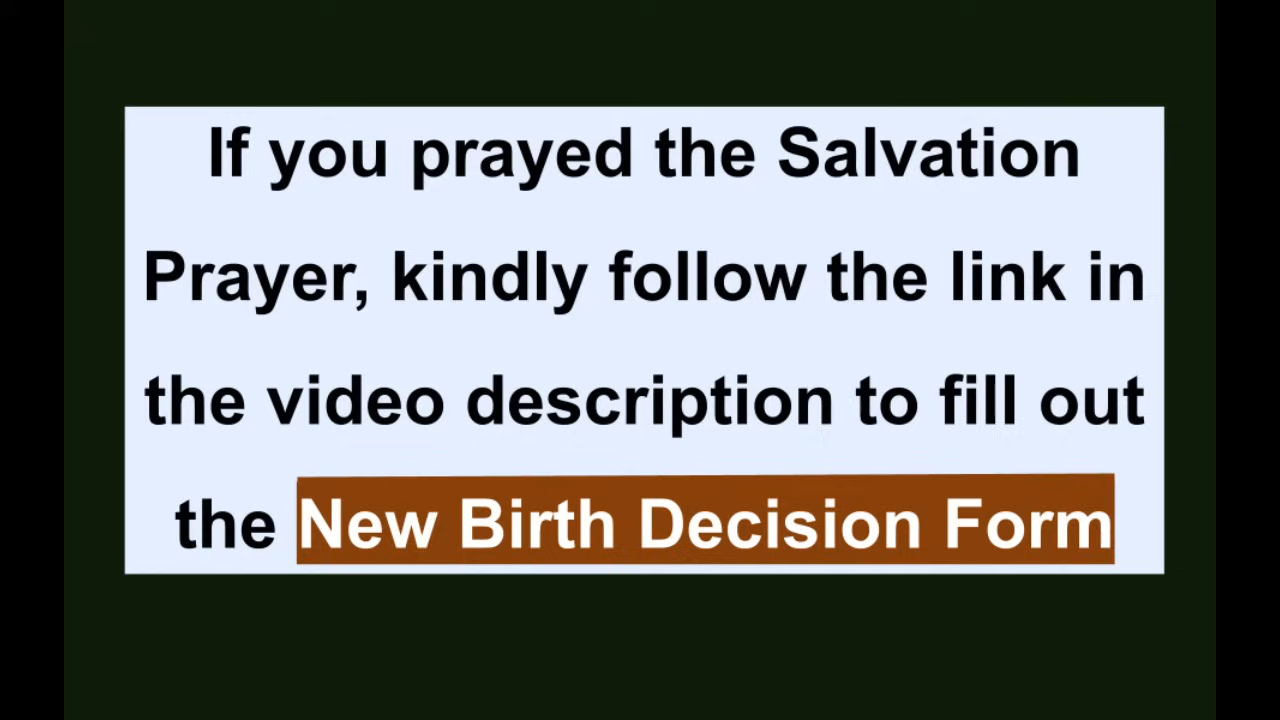 If you prayed the Salvation
Prayer, kindly follow the link in
the video description to fill out
the New Birth Decision Form